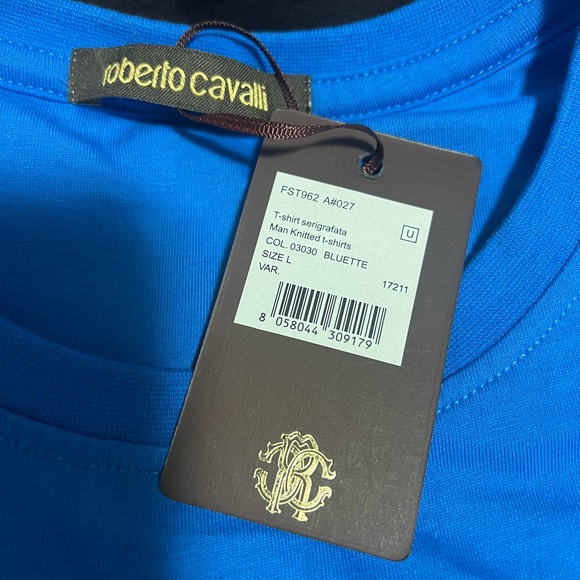 roberto cavalli
FST962 A#027
T-shirt serigrafata
U
Man Knitted t-shirts
COL. 03030 BLUETTE
SIZE L
17211
VAR.
8 058044 309179